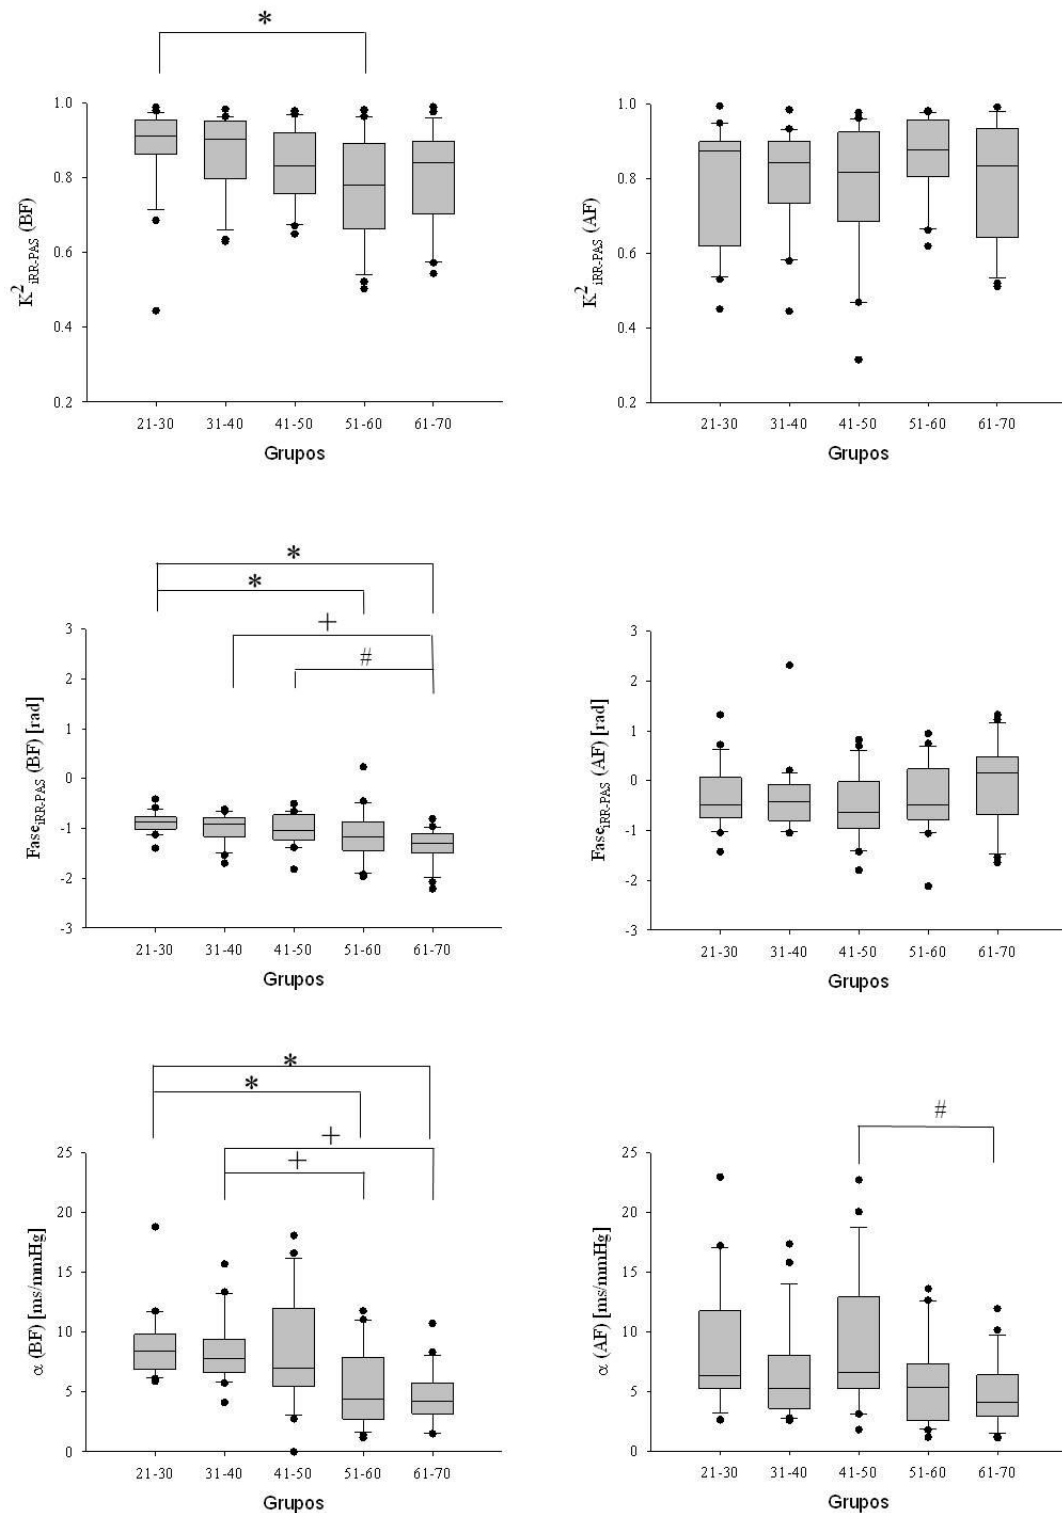 *
1.0
0.8
0.6
0.4
0.2
K²iRR-PAS (BF)
21-30 31-40 41-50 51-60 61-70
Grupos
1.0
0.8
0.6
0.4
0.2
K²iRR-PAS (AF)
21-30 31-40 41-50 51-60 61-70
Grupos
*
*
+
#
3
2
1
0
-1
-2
-3
FaseiRR-PAS (BF) [rad]
21-30 31-40 41-50 51-60 61-70
Grupos
3
2
1
0
-1
-2
-3
FaseiRR-PAS (AF) [rad]
21-30 31-40 41-50 51-60 61-70
Grupos
*
*
+
+
25
20
15
10
5
0
α (BF) [ms/mmHg]
21-30 31-40 41-50 51-60 61-70
Grupos
#
25
20
15
10
5
0
α (AF) [ms/mmHg]
21-30 31-40 41-50 51-60 61-70
Grupos